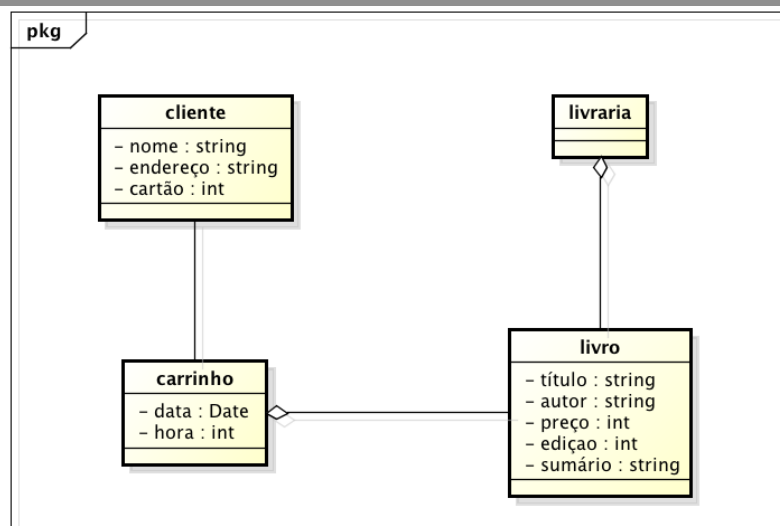 pkg
cliente
– nome : string
– endereço : string
– cartão : int
livraria
carrinho
– data : Date
– hora : int
livro
– título : string
– autor : string
– preço : int
– ediçao : int
– sumário : string